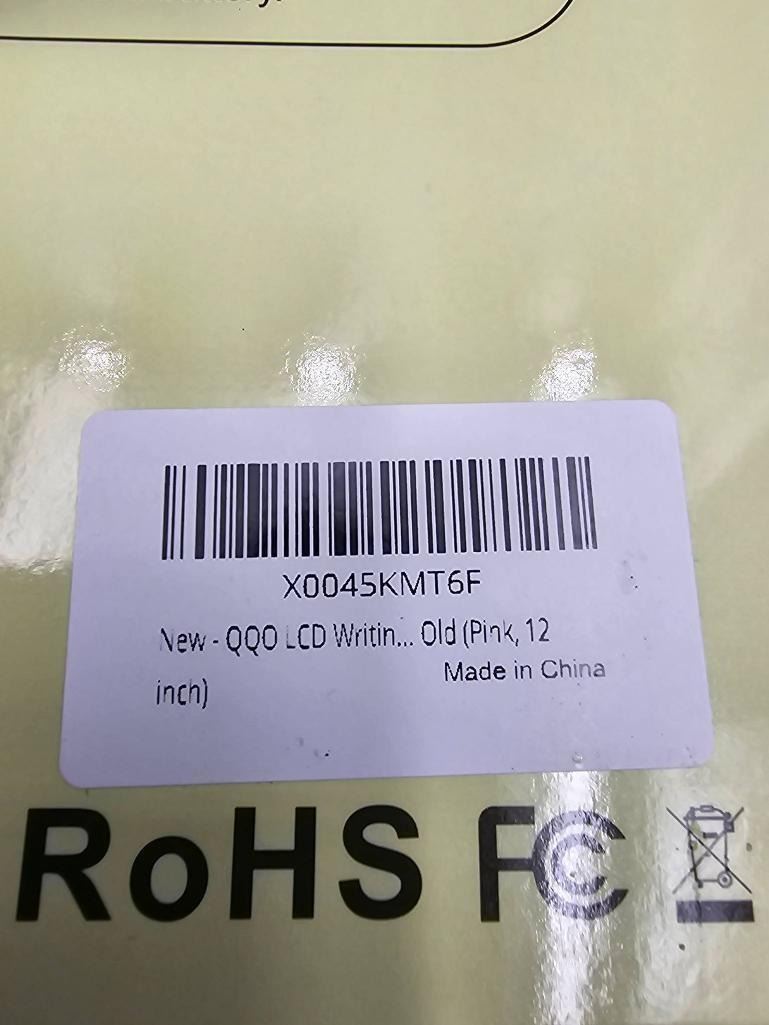 X0045KMT6F
New - QQO LCD Writin... Old (Pink, 12
inch)
Made in China
RoHS FC